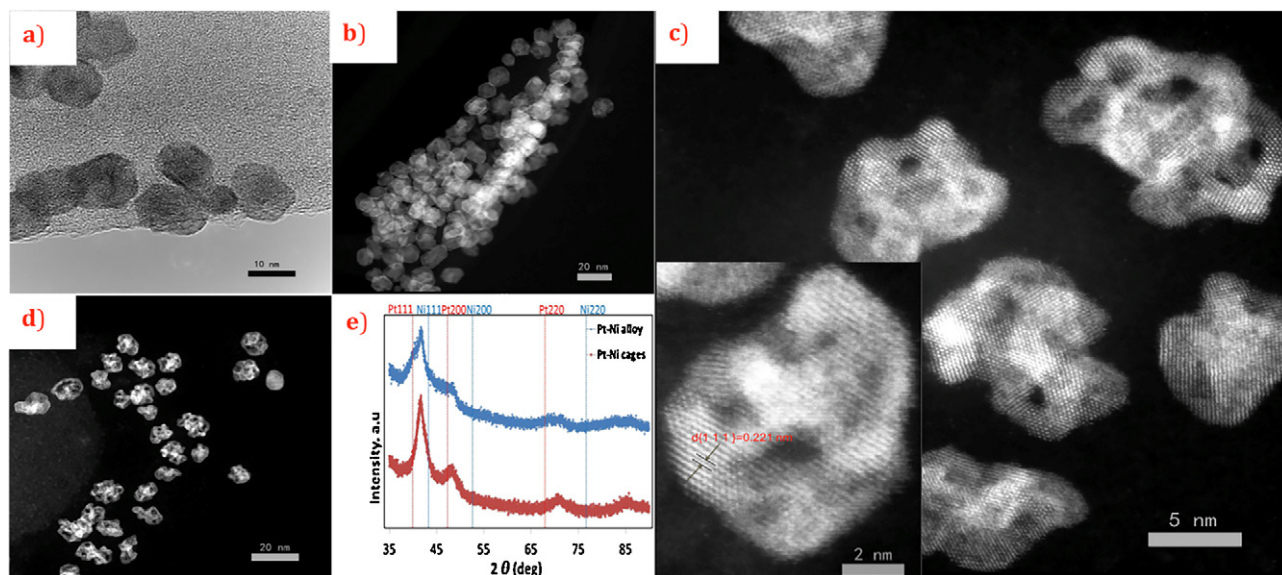 a)
10 nm
b)
20 nm
c)
d(1 1 1)=0.221 nm
2 nm
5 nm
d)
20 nm
e)
Pt111 Ni111 Pt200 Ni200 Pt220 Ni220
Pt-Ni alloy
Pt-Ni cages
Intensity. a.u
35 45 55 65 75 85
2 θ (deg)